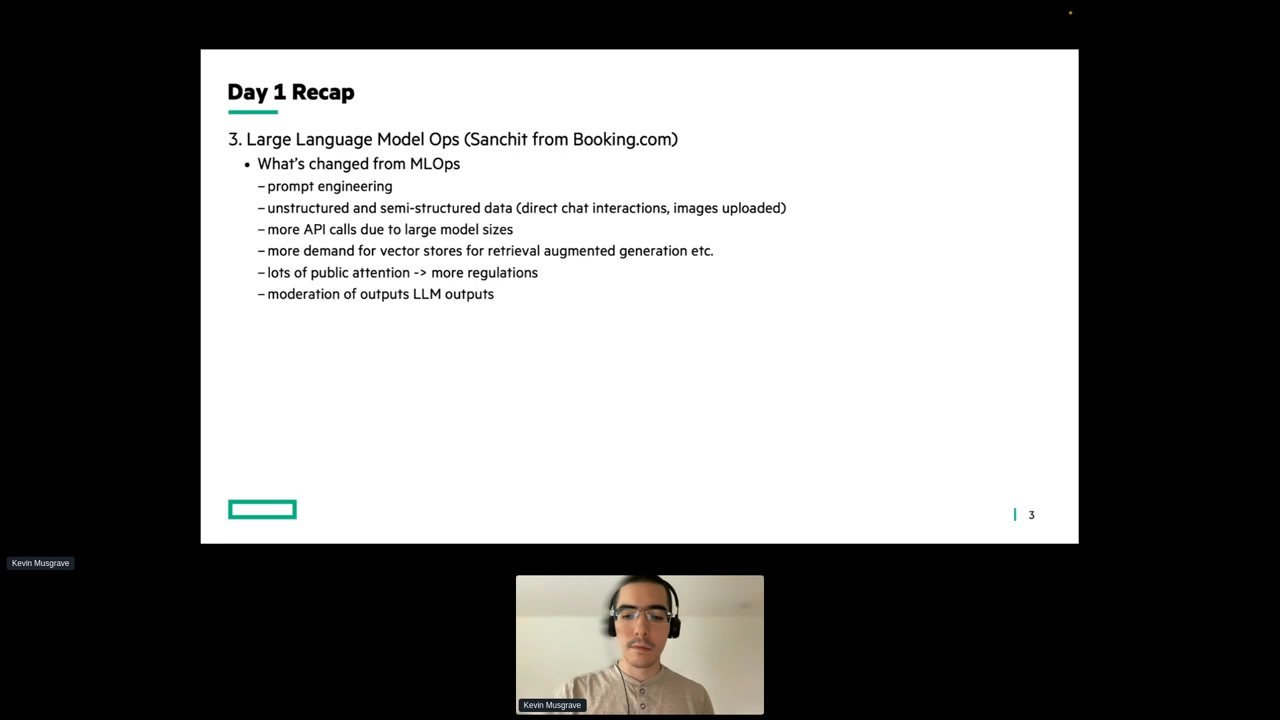 Day 1 Recap
3. Large Language Model Ops (Sanchit from Booking.com)
• What's changed from MLOps
– prompt engineering
– unstructured and semi-structured data (direct chat interactions, images uploaded)
– more API calls due to large model sizes
– more demand for vector stores for retrieval augmented generation etc.
– lots of public attention -> more regulations
– moderation of outputs LLM outputs
3
Kevin Musgrave
Kevin Musgrave